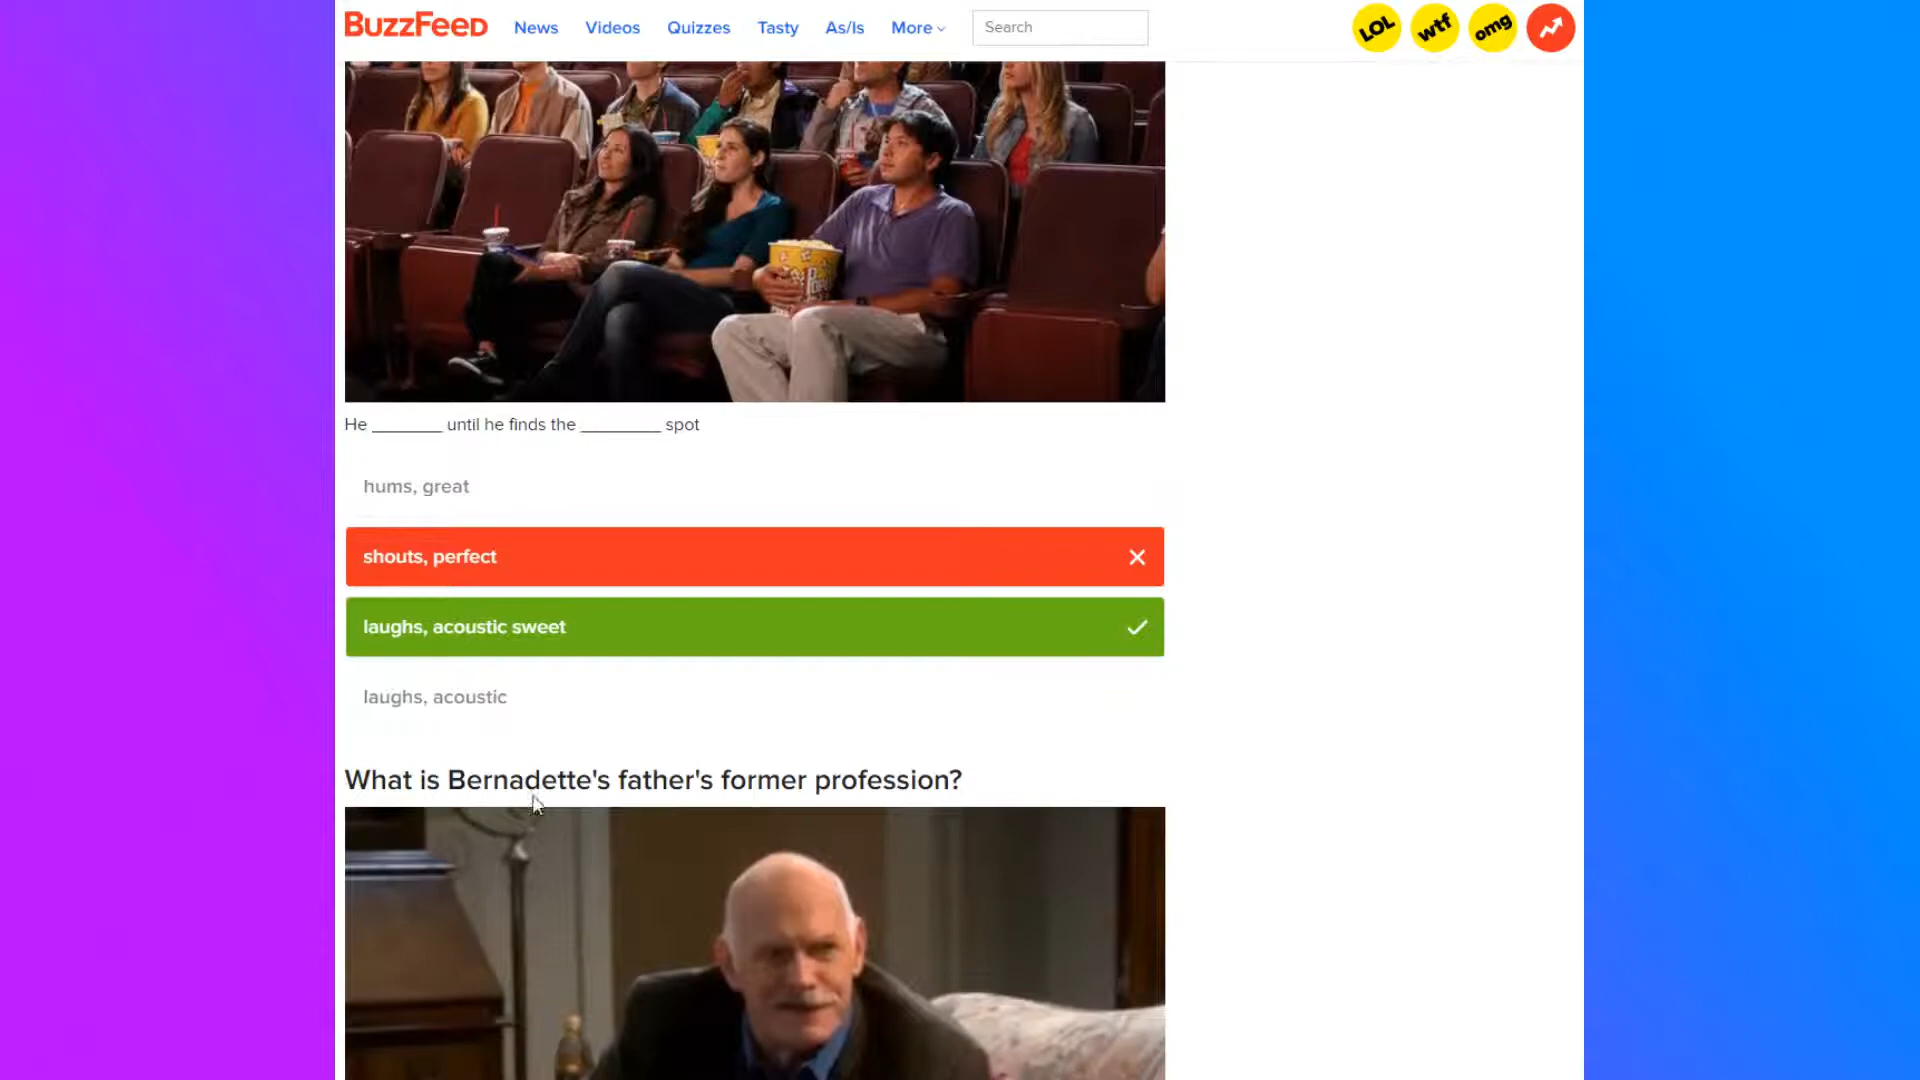 BuzzFeed News Videos Quizzes Tasty As/Is More Search LOL wtf omg
He _______ until he finds the ________ spot
hums, great
shouts, perfect
laughs, acoustic sweet
laughs, acoustic
What is Bernadette's father's former profession?